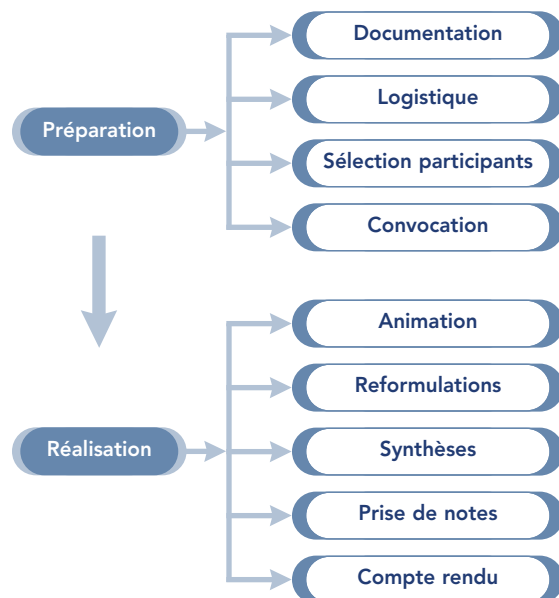 Préparation
Documentation
Logistique
Sélection participants
Convocation
Réalisation
Animation
Reformulations
Synthèses
Prise de notes
Compte rendu